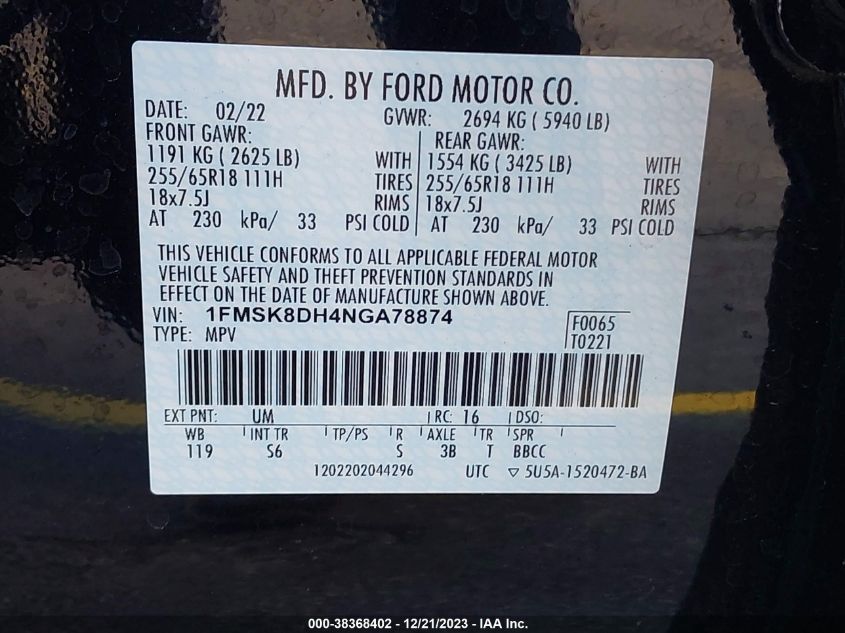 MFD. BY FORD MOTOR CO.
DATE: 02/22 GVWR: 2694 KG ( 5940 LB)
FRONT GAWR: REAR GAWR:
1191 KG ( 2625 LB) WITH 1554 KG ( 3425 LB) WITH
255/65R18 111H TIRES 255/65R18 111H TIRES
18x7.5J RIMS 18x7.5J RIMS
AT 230 kPa/ 33 PSI COLD AT 230 kPa/ 33 PSI COLD
THIS VEHICLE CONFORMS TO ALL APPLICABLE FEDERAL MOTOR
VEHICLE SAFETY AND THEFT PREVENTION STANDARDS IN
EFFECT ON THE DATE OF MANUFACTURE SHOWN ABOVE.
VIN: 1FMSK8DH4NGA78874 F0065
TYPE: MPV T0221
EXT PNT: UM RC: 16 DSO:
WB INT TR TP/PS R AXLE TR SPR
119 S6 S 3B T BBCC
1202202044296 UTC ▽ 5U5A-1520472-BA
000-38368402 - 12/21/2023 - IAA Inc.